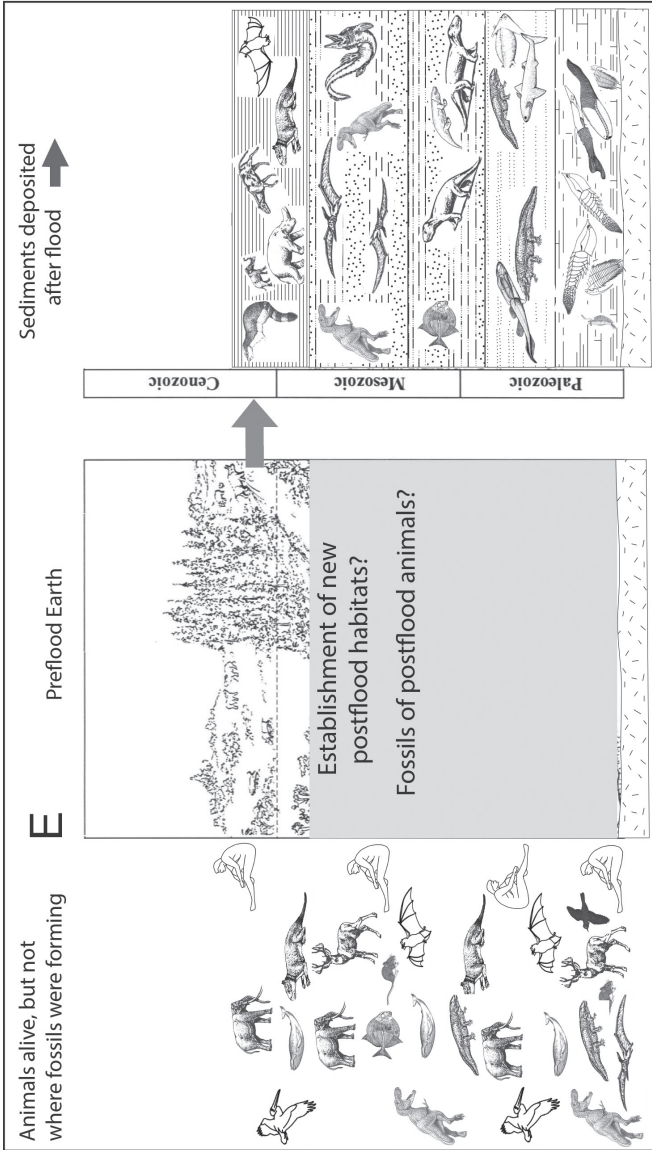 Animals alive, but not
where fossils were forming
E
Preflood Earth
Establishment of new
postflood habitats?
Fossils of postflood animals?
Cenozoic
Mesozoic
Paleozoic
Sediments deposited
after flood